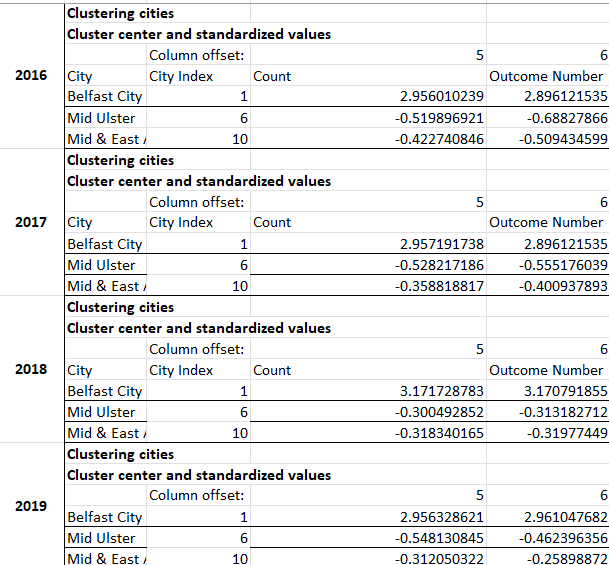 Clustering cities
Cluster center and standardized values
Column offset: 5 6
2016 City City Index Count Outcome Number
Belfast City 1 2.956010239 2.896121535
Mid Ulster 6 -0.519896921 -0.68827866
Mid & East 10 -0.422740846 -0.509434599
Clustering cities
Cluster center and standardized values
Column offset: 5 6
2017 City City Index Count Outcome Number
Belfast City 1 2.957191738 2.896121535
Mid Ulster 6 -0.528217186 -0.555176039
Mid & East 10 -0.358818817 -0.400937893
Clustering cities
Cluster center and standardized values
Column offset: 5 6
2018 City City Index Count Outcome Number
Belfast City 1 3.171728783 3.170791855
Mid Ulster 6 -0.300492852 -0.313182712
Mid & East 10 -0.318340165 -0.31977449
Clustering cities
Cluster center and standardized values
Column offset: 5 6
2019
Belfast City 1 2.956328621 2.961047682
Mid Ulster 6 -0.548130845 -0.462396356
Mid & East 10 -0.312050322 -0.25898872